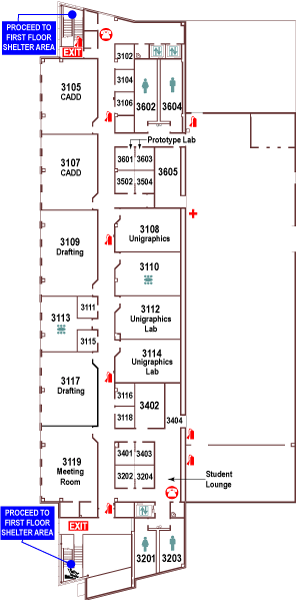 PROCEED TO
FIRST FLOOR
SHELTER AREA
EXIT
3102
3105
CADD
3104
3106
3602
3604
Prototype Lab
3601
3603
3107
CADD
3605
3502
3504
3109
Drafting
3108
Unigraphics
3110
3111
3113
3112
Unigraphics
Lab
3115
3114
Unigraphics
Lab
3117
Drafting
3116
3118
3402
3404
3401
3403
3119
Meeting
Room
3202
3204
Student
Lounge
PROCEED TO
FIRST FLOOR
SHELTER AREA
EXIT
3201
3203